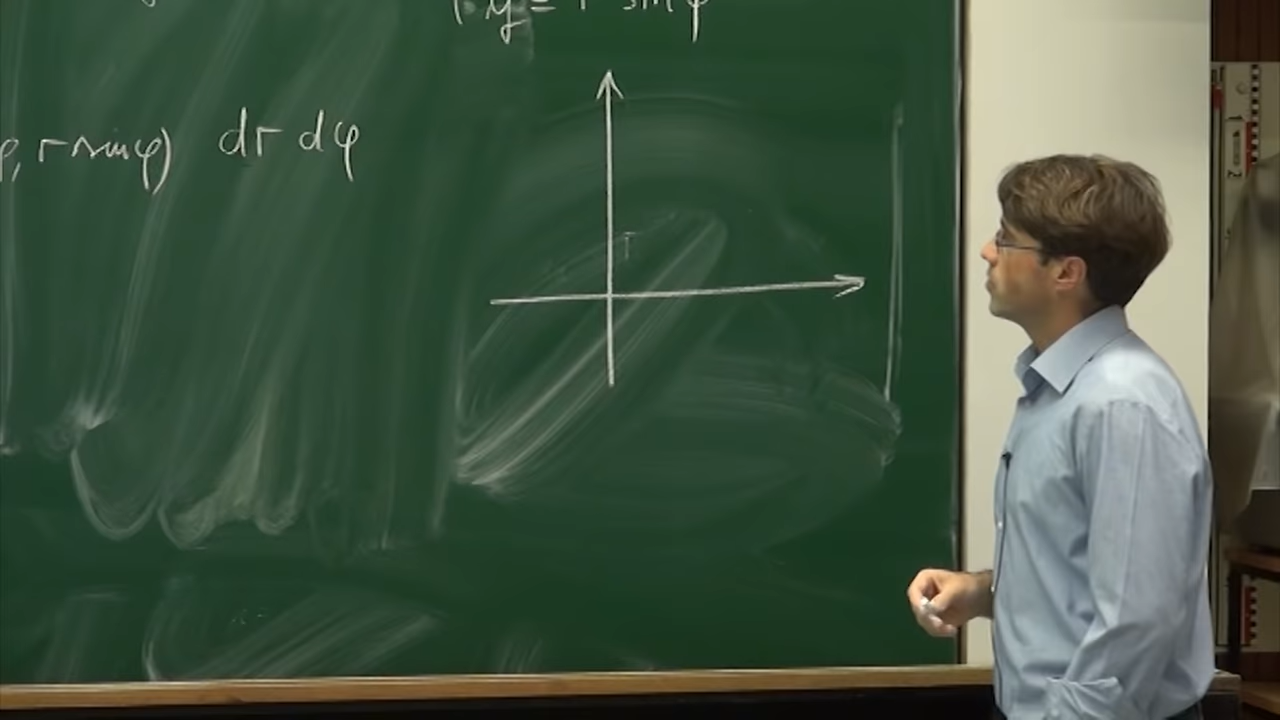 y = r sin φ
φ, r sin φ) dr dφ